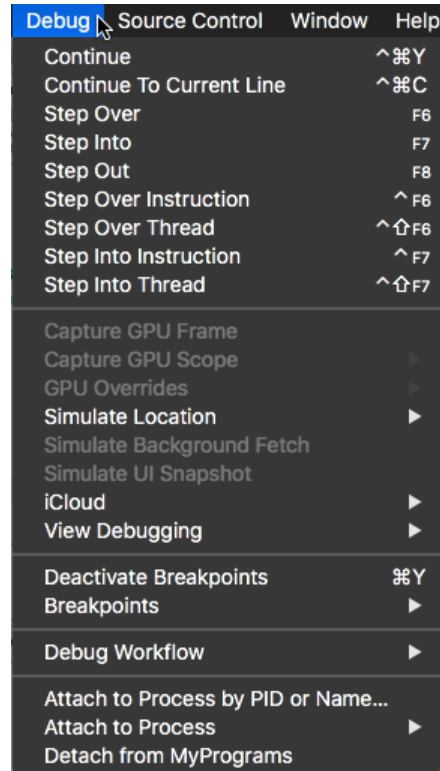 Debug Source Control Window Help
Continue ^⌘Y
Continue To Current Line ^⌘C
Step Over F6
Step Into F7
Step Out F8
Step Over Instruction ^ F6
Step Over Thread ^⇧F6
Step Into Instruction ^ F7
Step Into Thread ^⇧F7
Capture GPU Frame
Capture GPU Scope
GPU Overrides
Simulate Location
Simulate Background Fetch
Simulate UI Snapshot
iCloud
View Debugging
Deactivate Breakpoints ⌘Y
Breakpoints
Debug Workflow
Attach to Process by PID or Name...
Attach to Process
Detach from MyPrograms